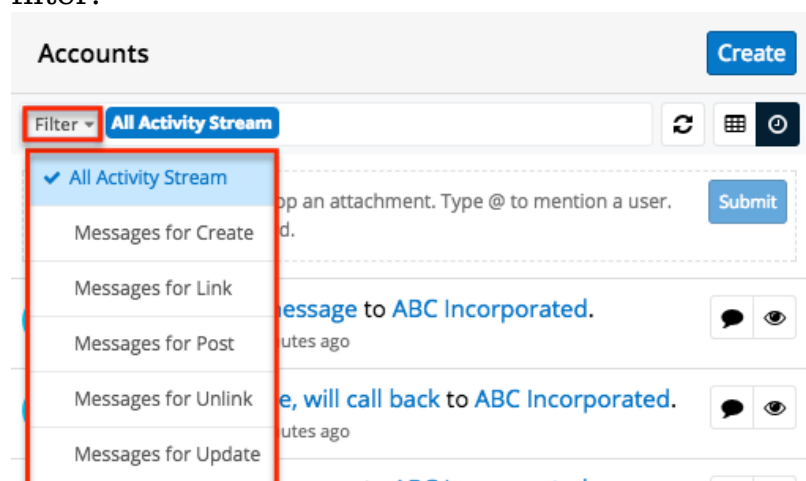 filter.
Accounts
Create
Filter
All Activity Stream
All Activity Stream
op an attachment. Type @ to mention a user.
Submit
Messages for Create
d.
Messages for Link
essage to ABC Incorporated.
Messages for Post
utes ago
Messages for Unlink
e, will call back to ABC Incorporated.
utes ago
Messages for Update